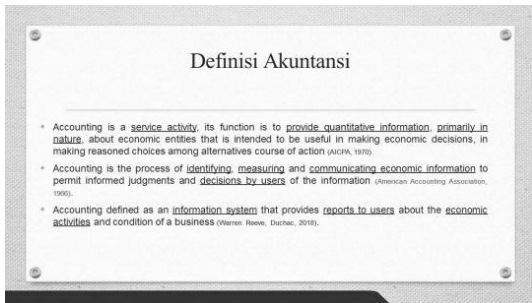 Definisi Akuntansi
• Accounting is a service activity, its function is to provide quantitative information, primarily in
nature, about economic entities that is intended to be useful in making economic decisions, in
making reasoned choices among alternatives course of action (AICPA, 1970).
• Accounting is the process of identifying, measuring and communicating economic information to
permit informed judgments and decisions by users of the information (American Accounting Association,
1966).
• Accounting defined as an information system that provides reports to users about the economic
activities and condition of a business (Warren Reeve, Duchac, 2018).